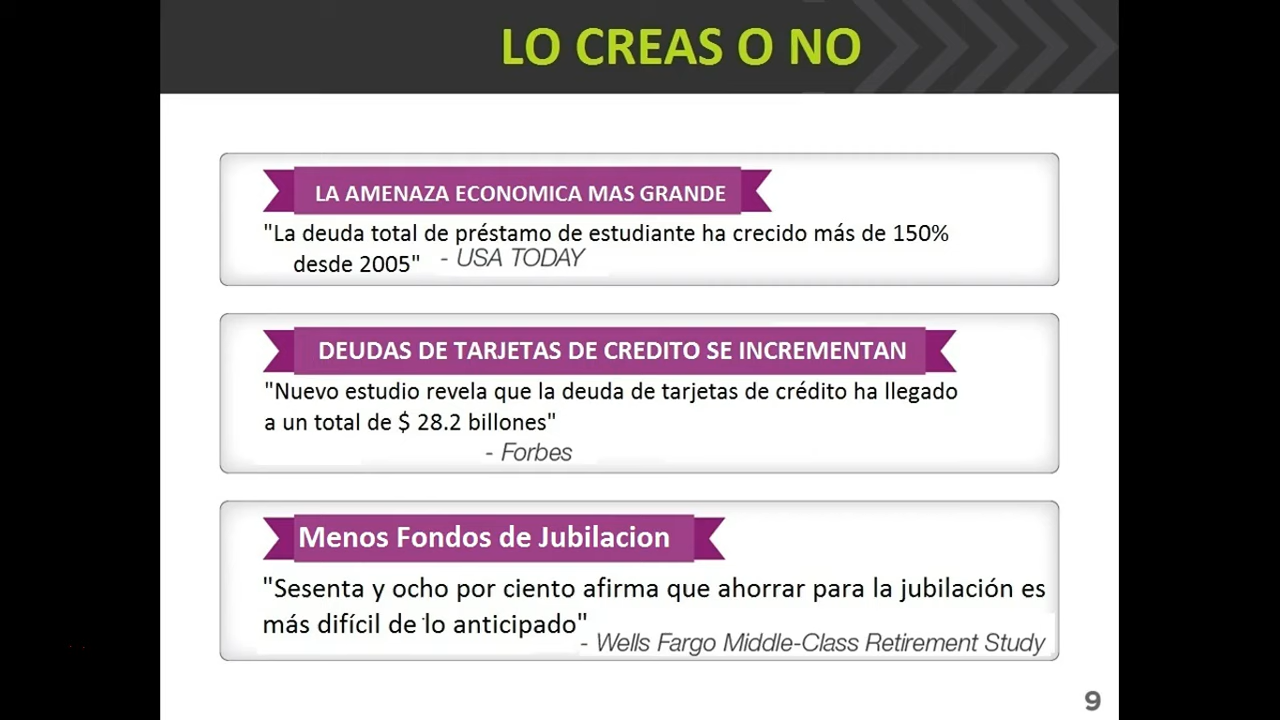 LO CREAS O NO
LA AMENAZA ECONOMICA MAS GRANDE
"La deuda total de préstamo de estudiante ha crecido más de 150%
desde 2005" - USA TODAY
DEUDAS DE TARJETAS DE CREDITO SE INCREMENTAN
"Nuevo estudio revela que la deuda de tarjetas de crédito ha llegado
a un total de $ 28.2 billones"
- Forbes
Menos Fondos de Jubilacion
"Sesenta y ocho por ciento afirma que ahorrar para la jubilación es
más difícil de lo anticipado"
- Wells Fargo Middle-Class Retirement Study
9